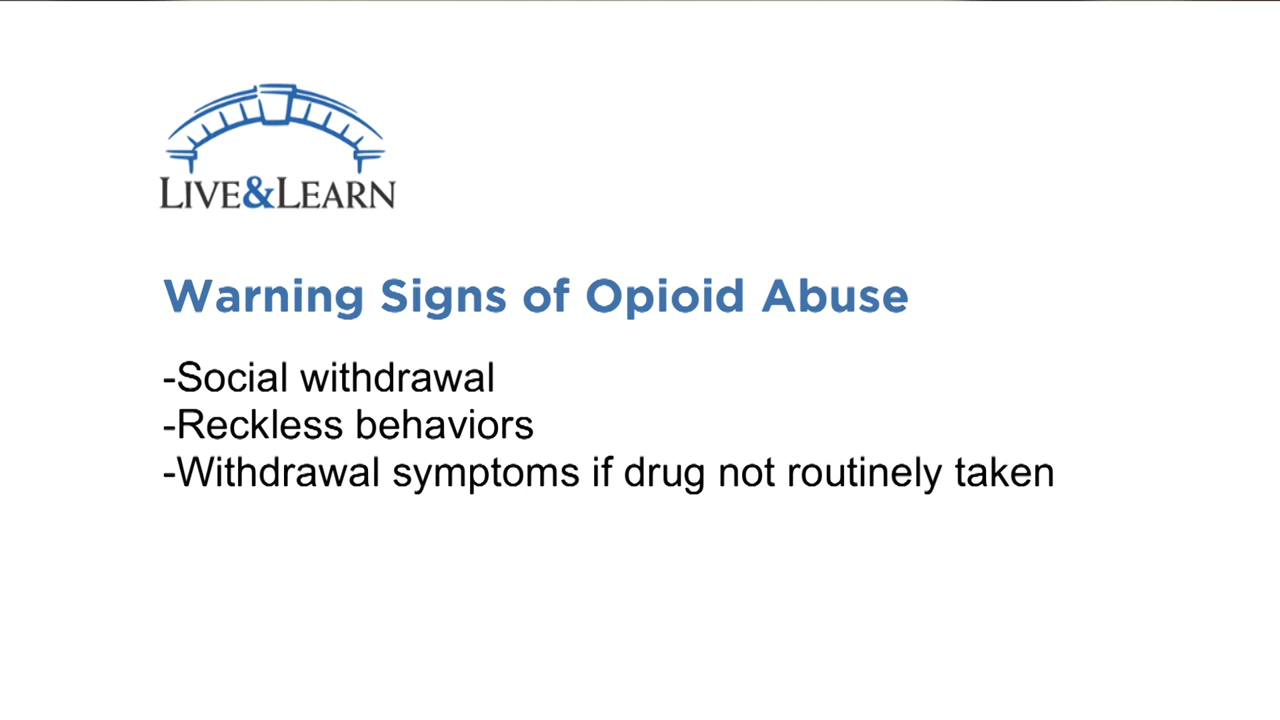 LIVE&LEARN
Warning Signs of Opioid Abuse
-Social withdrawal
-Reckless behaviors
-Withdrawal symptoms if drug not routinely taken